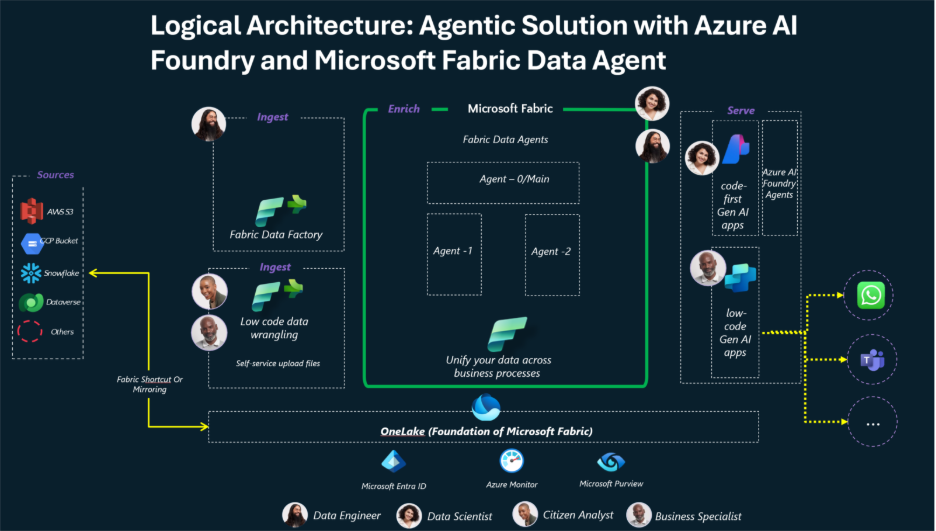 Logical Architecture: Agentic Solution with Azure AI
Foundry and Microsoft Fabric Data Agent
Sources
AWS S3
GCP Bucket
Snowflake
Dataverse
Others
Fabric Shortcut Or
Mirroring
Ingest
Fabric Data Factory
Ingest
Low code data
wrangling
Self-service upload files
Enrich
Microsoft Fabric
Fabric Data Agents
Agent – 0/Main
Agent -1
Agent -2
Unify your data across
business processes
Serve
code-
first
Gen AI
apps
Azure AI
Foundry
Agents
low-
code
Gen AI
apps
T
...
OneLake (Foundation of Microsoft Fabric)
Microsoft Entra ID
Azure Monitor
Microsoft Purview
Data Engineer
Data Scientist
Citizen Analyst
Business Specialist